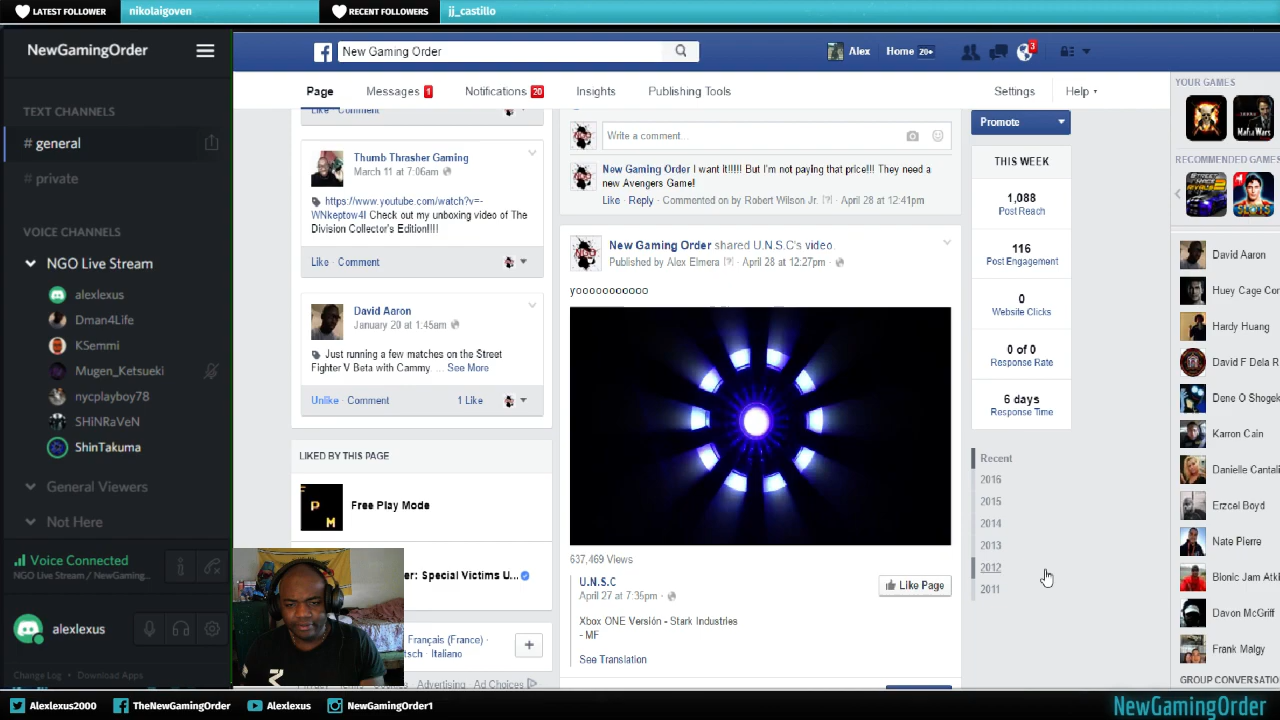 LATEST FOLLOWER
nikolaigoven
RECENT FOLLOWERS
jj_castillo
NewGamingOrder
TEXT CHANNELS
# general
# private
VOICE CHANNELS
NGO Live Stream
alexlexus
Dman4Life
KSemmi
Mugen_Ketsueki
nycplayboy78
SHiNRaVeN
ShinTakuma
General Viewers
Not Here
Voice Connected
NGO Live Stream / NewGaming...
alexlexus
Change Log · Download Apps
New Gaming Order
Alex
Home 20+
3
Page
Messages 1
Notifications 20
Insights
Publishing Tools
Settings
Help
Like · Comment
Thumb Thrasher Gaming
March 11 at 7:06am
https://www.youtube.com/watch?v=-
WNkeptow4I Check out my unboxing video of The
Division Collector's Edition!!!!
Like · Comment
David Aaron
January 20 at 1:45am
Just running a few matches on the Street
Fighter V Beta with Cammy. ... See More
Unlike · Comment
1 Like
LIKED BY THIS PAGE
Free Play Mode
er: Special Victims U...
Français (France) ·
tsch · Italiano
Advertising · Ad Choices
Write a comment...
New Gaming Order I want it!!!!! But I'm not paying that price!!! They need a
new Avengers Game!
Like · Reply · Commented on by Robert Wilson Jr. [?] · April 28 at 12:41pm
New Gaming Order shared U.N.S.C's video.
Published by Alex Elmera [?] · April 28 at 12:27pm
yooooooooooo
637,469 Views
U.N.S.C
April 27 at 7:35pm
Like Page
Xbox ONE Versión - Stark Industries
- MF
See Translation
Promote
THIS WEEK
1,088
Post Reach
116
Post Engagement
0
Website Clicks
0 of 0
Response Rate
6 days
Response Time
Recent
2016
2015
2014
2013
2012
2011
YOUR GAMES
Mafia Wars
RECOMMENDED GAMES
SLOTS
David Aaron
Huey Cage Cor
Hardy Huang
David F Dela R
Dene O Shogek
Karron Cain
Danielle Cantali
Erzcel Boyd
Nate Pierre
Bionic Jam Atki
Davon McGriff
Frank Malgy
GROUP CONVERSATIO
Alexlexus2000
TheNewGamingOrder
Alexlexus
NewGamingOrder1
NewGamingOrder